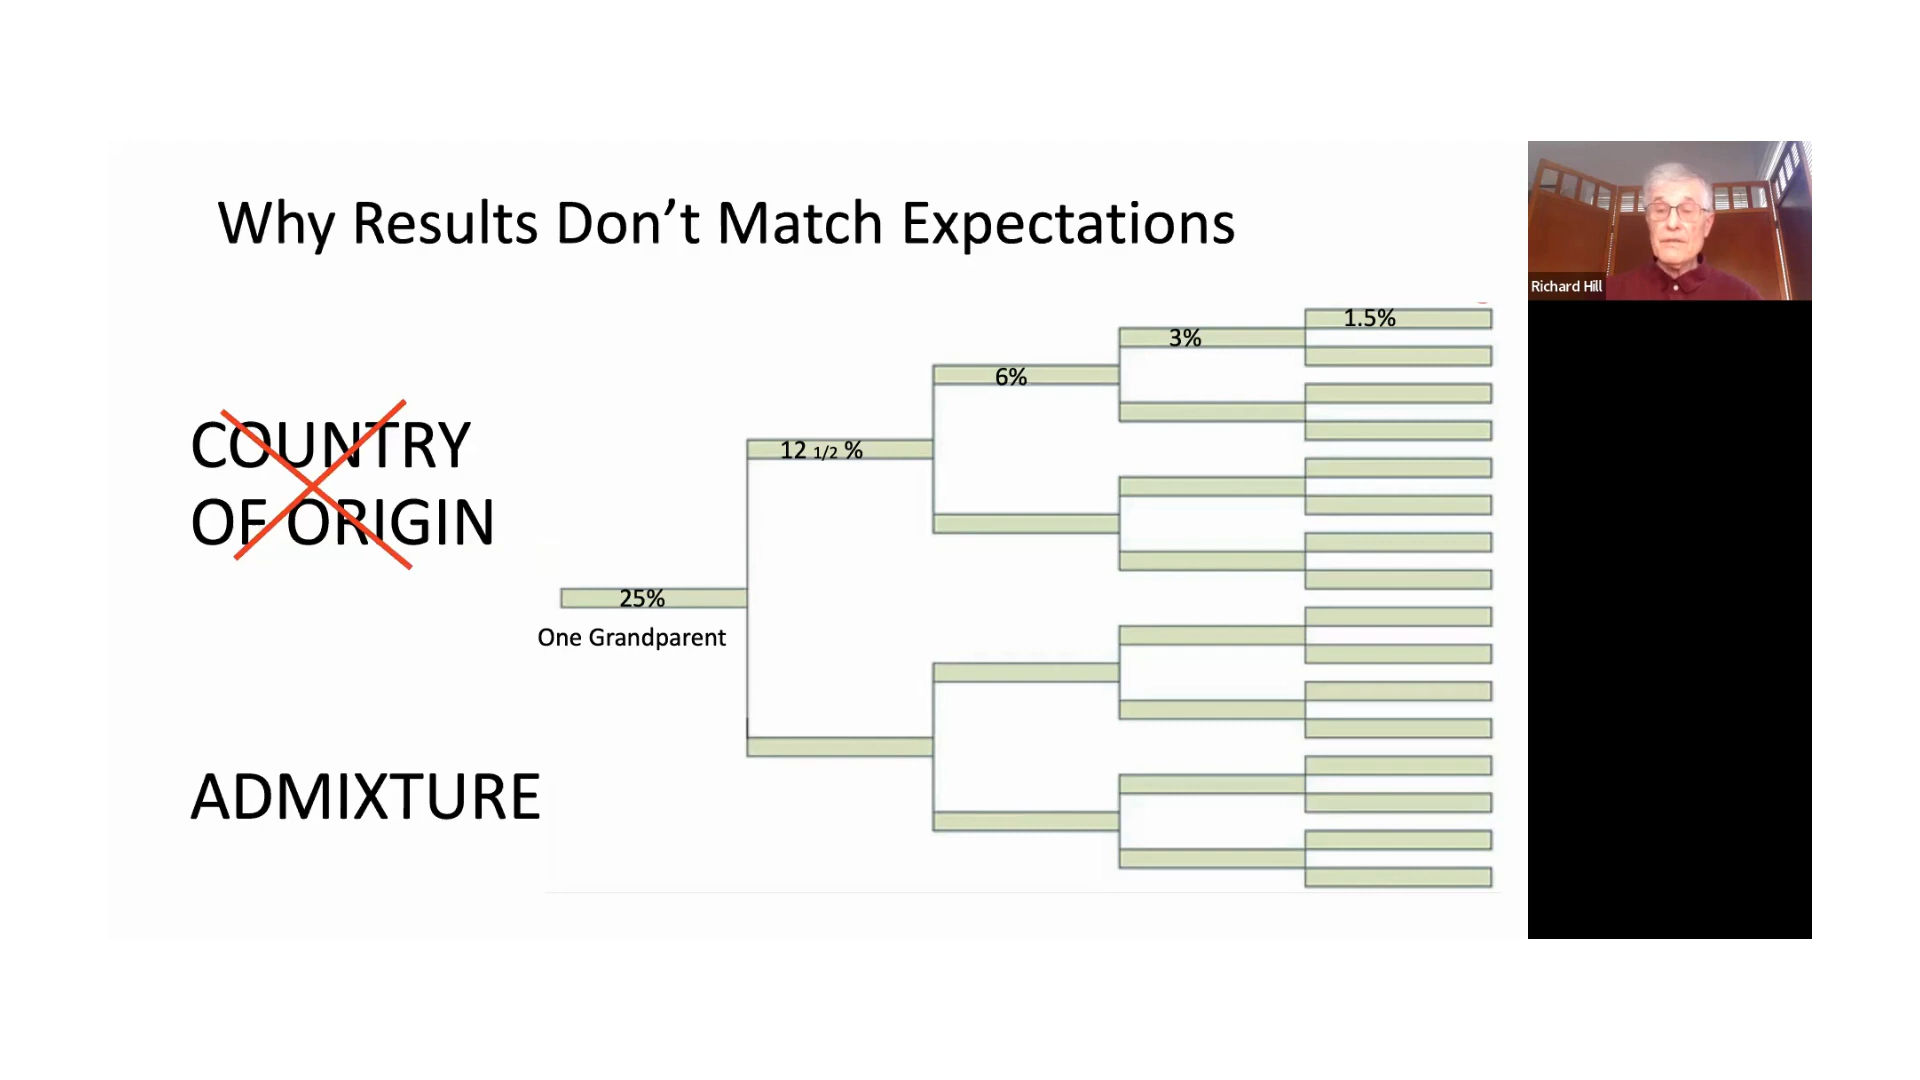 Why Results Don’t Match Expectations
Richard Hill
1.5%
3%
6%
COUNTRY
12 1/2 %
OF ORIGIN
25%
One Grandparent
ADMIXTURE